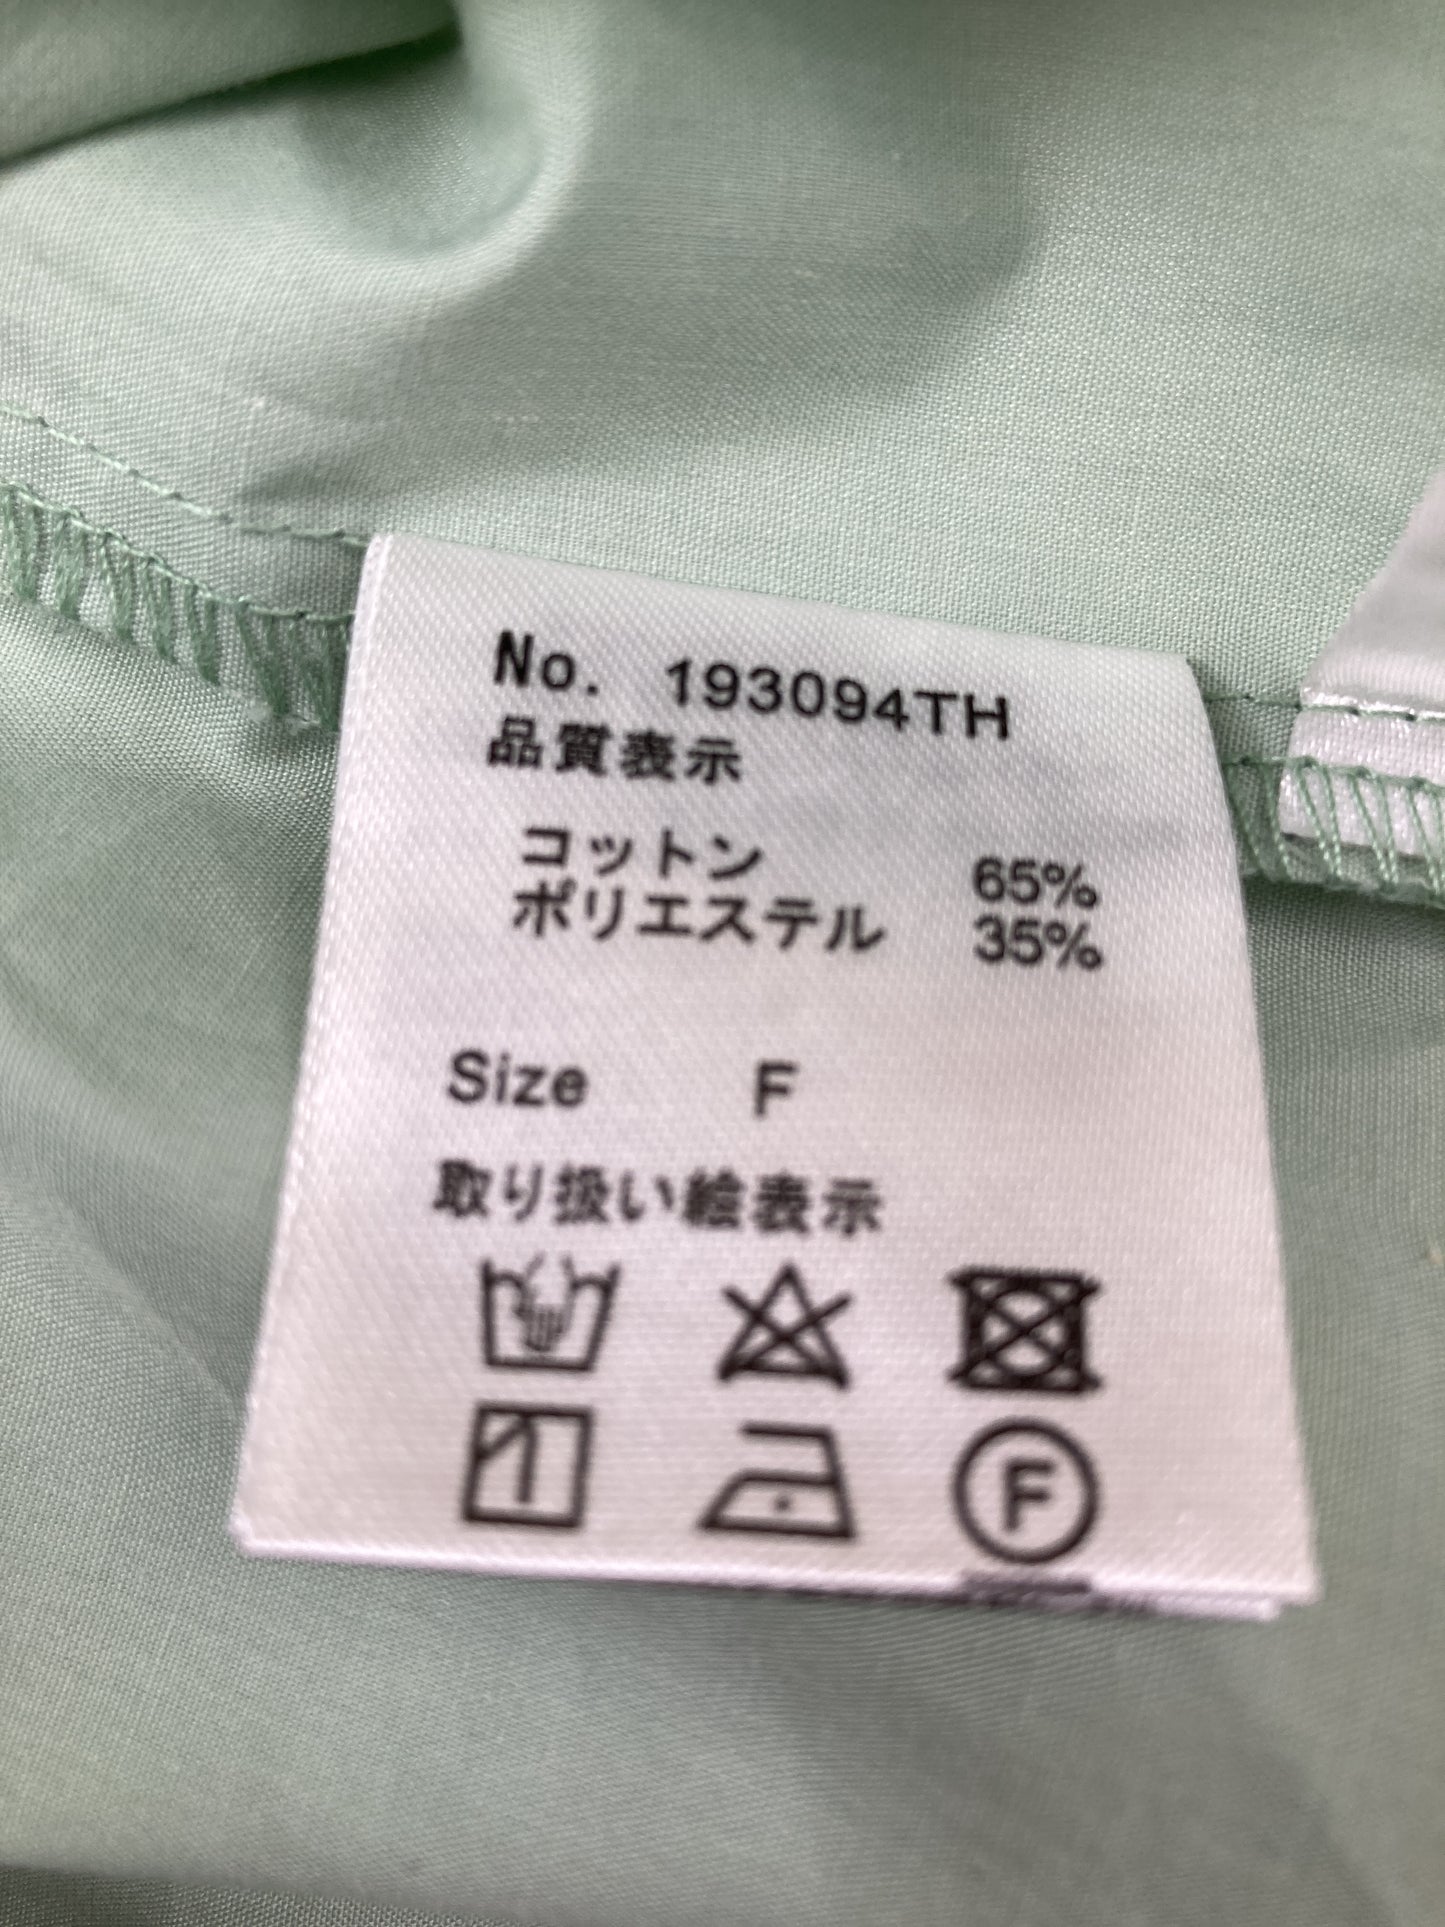 No. 193094TH
品質表示
コットン 65%
ポリエステル 35%
Size F
取り扱い絵表示
F